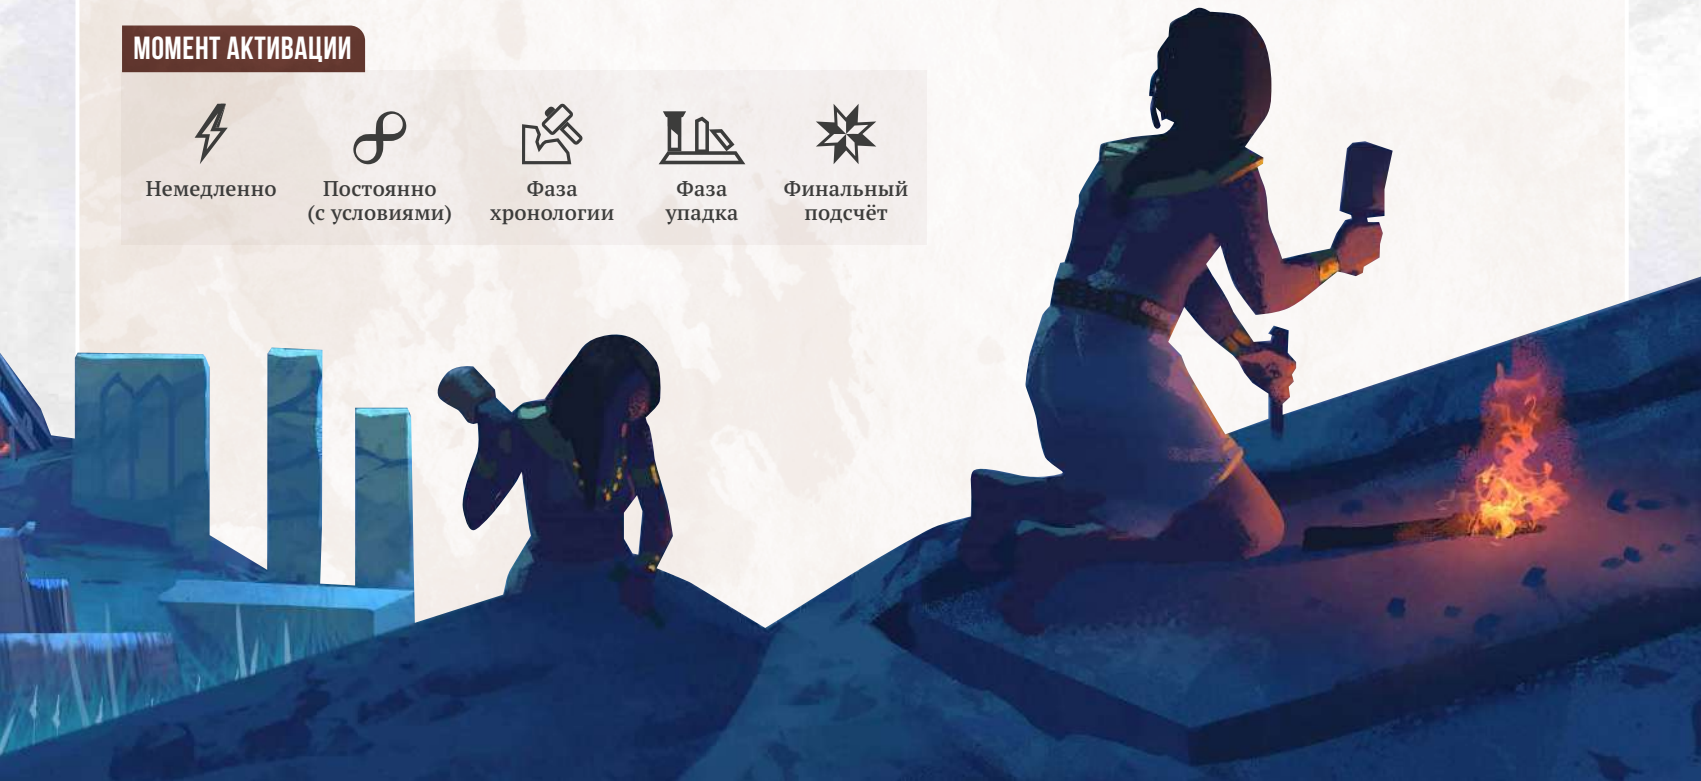 МОМЕНТ АКТИВАЦИИ
Немедленно
Постоянно
(с условиями)
Фаза
хронологии
Фаза
упадка
Финальный
подсчёт